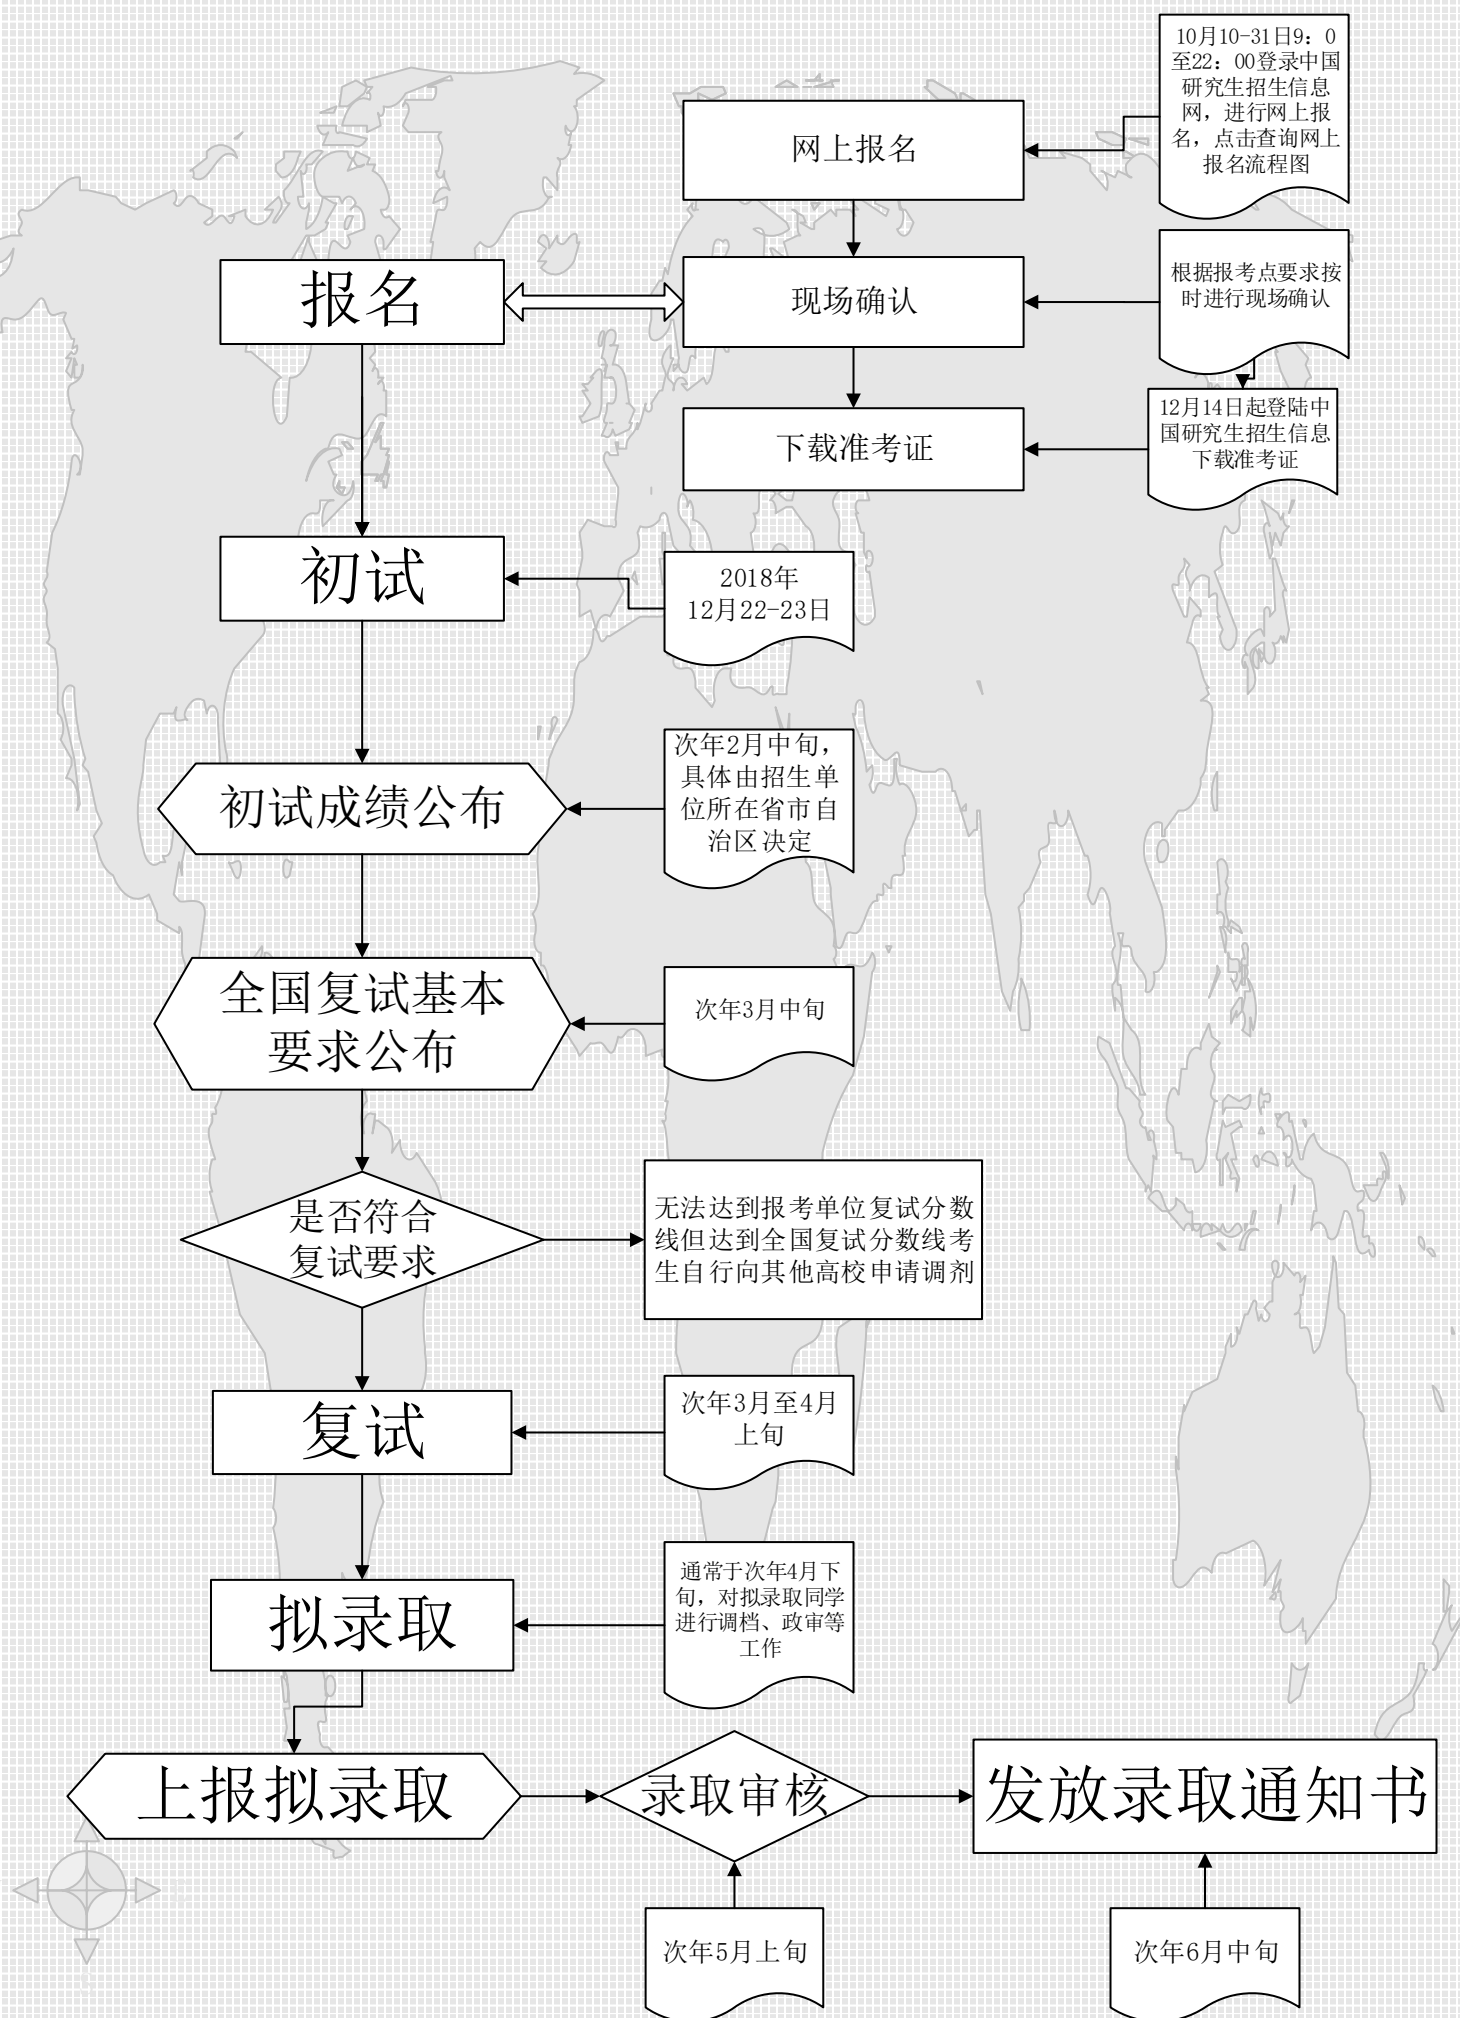 10月10-31日9：0
至22：00登录中国
研究生招生信息
网，进行网上报
名，点击查询网上
报名流程图
网上报名
报名
现场确认
根据报考点要求按
时进行现场确认
下载准考证
12月14日起登陆中
国研究生招生信息
下载准考证
初试
2018年
12月22-23日
初试成绩公布
次年2月中旬，
具体由招生单
位所在省市自
治区决定
全国复试基本
要求公布
次年3月中旬
是否符合
复试要求
无法达到报考单位复试分数
线但达到全国复试分数线考
生自行向其他高校申请调剂
复试
次年3月至4月
上旬
拟录取
通常于次年4月下
旬，对拟录取同学
进行调档、政审等
工作
上报拟录取
录取审核
发放录取通知书
次年5月上旬
次年6月中旬